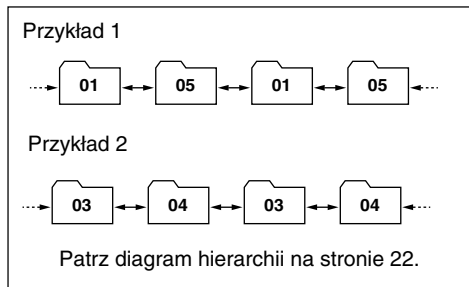 Przykład 1
01 05 01 05
Przykład 2
03 04 03 04
Patrz diagram hierarchii na stronie 22.